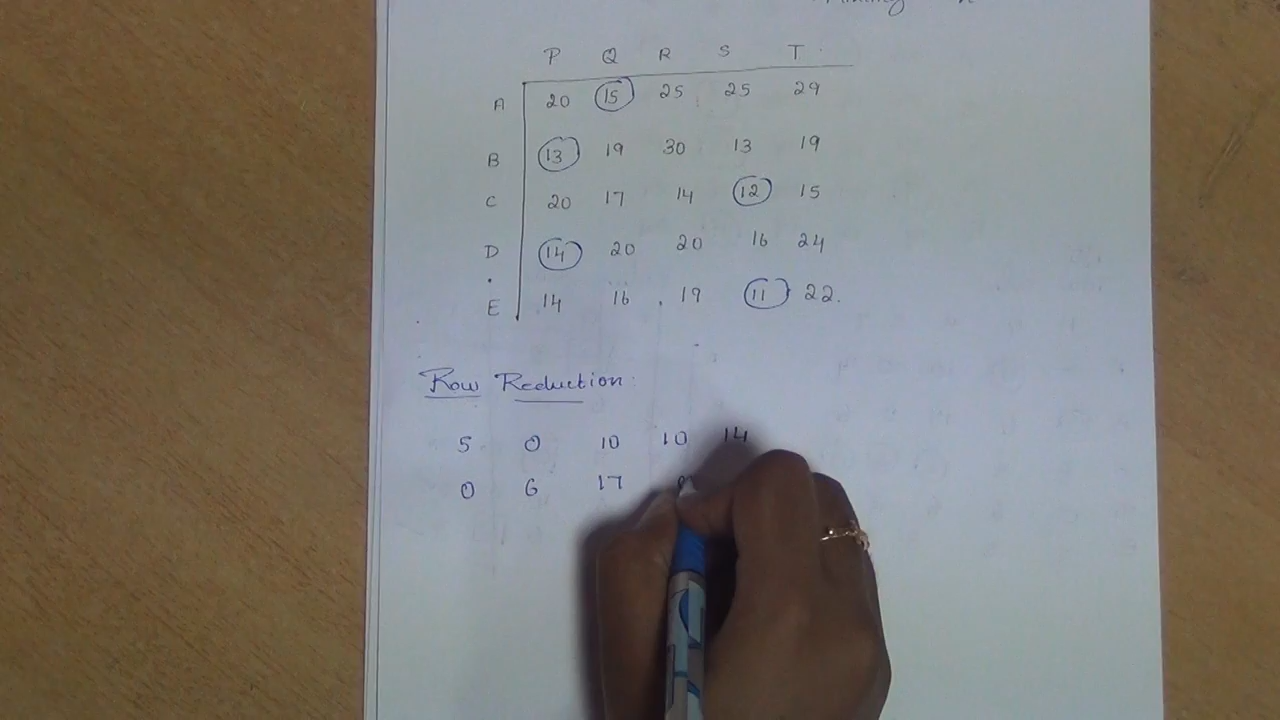 P Q R S T
A 20 15 25 25 29
B 13 19 30 13 19
C 20 17 14 12 15
D 14 20 20 16 24
E 14 16 19 11 22.
Row Reduction:
5 0 10 10 14
0 6 17